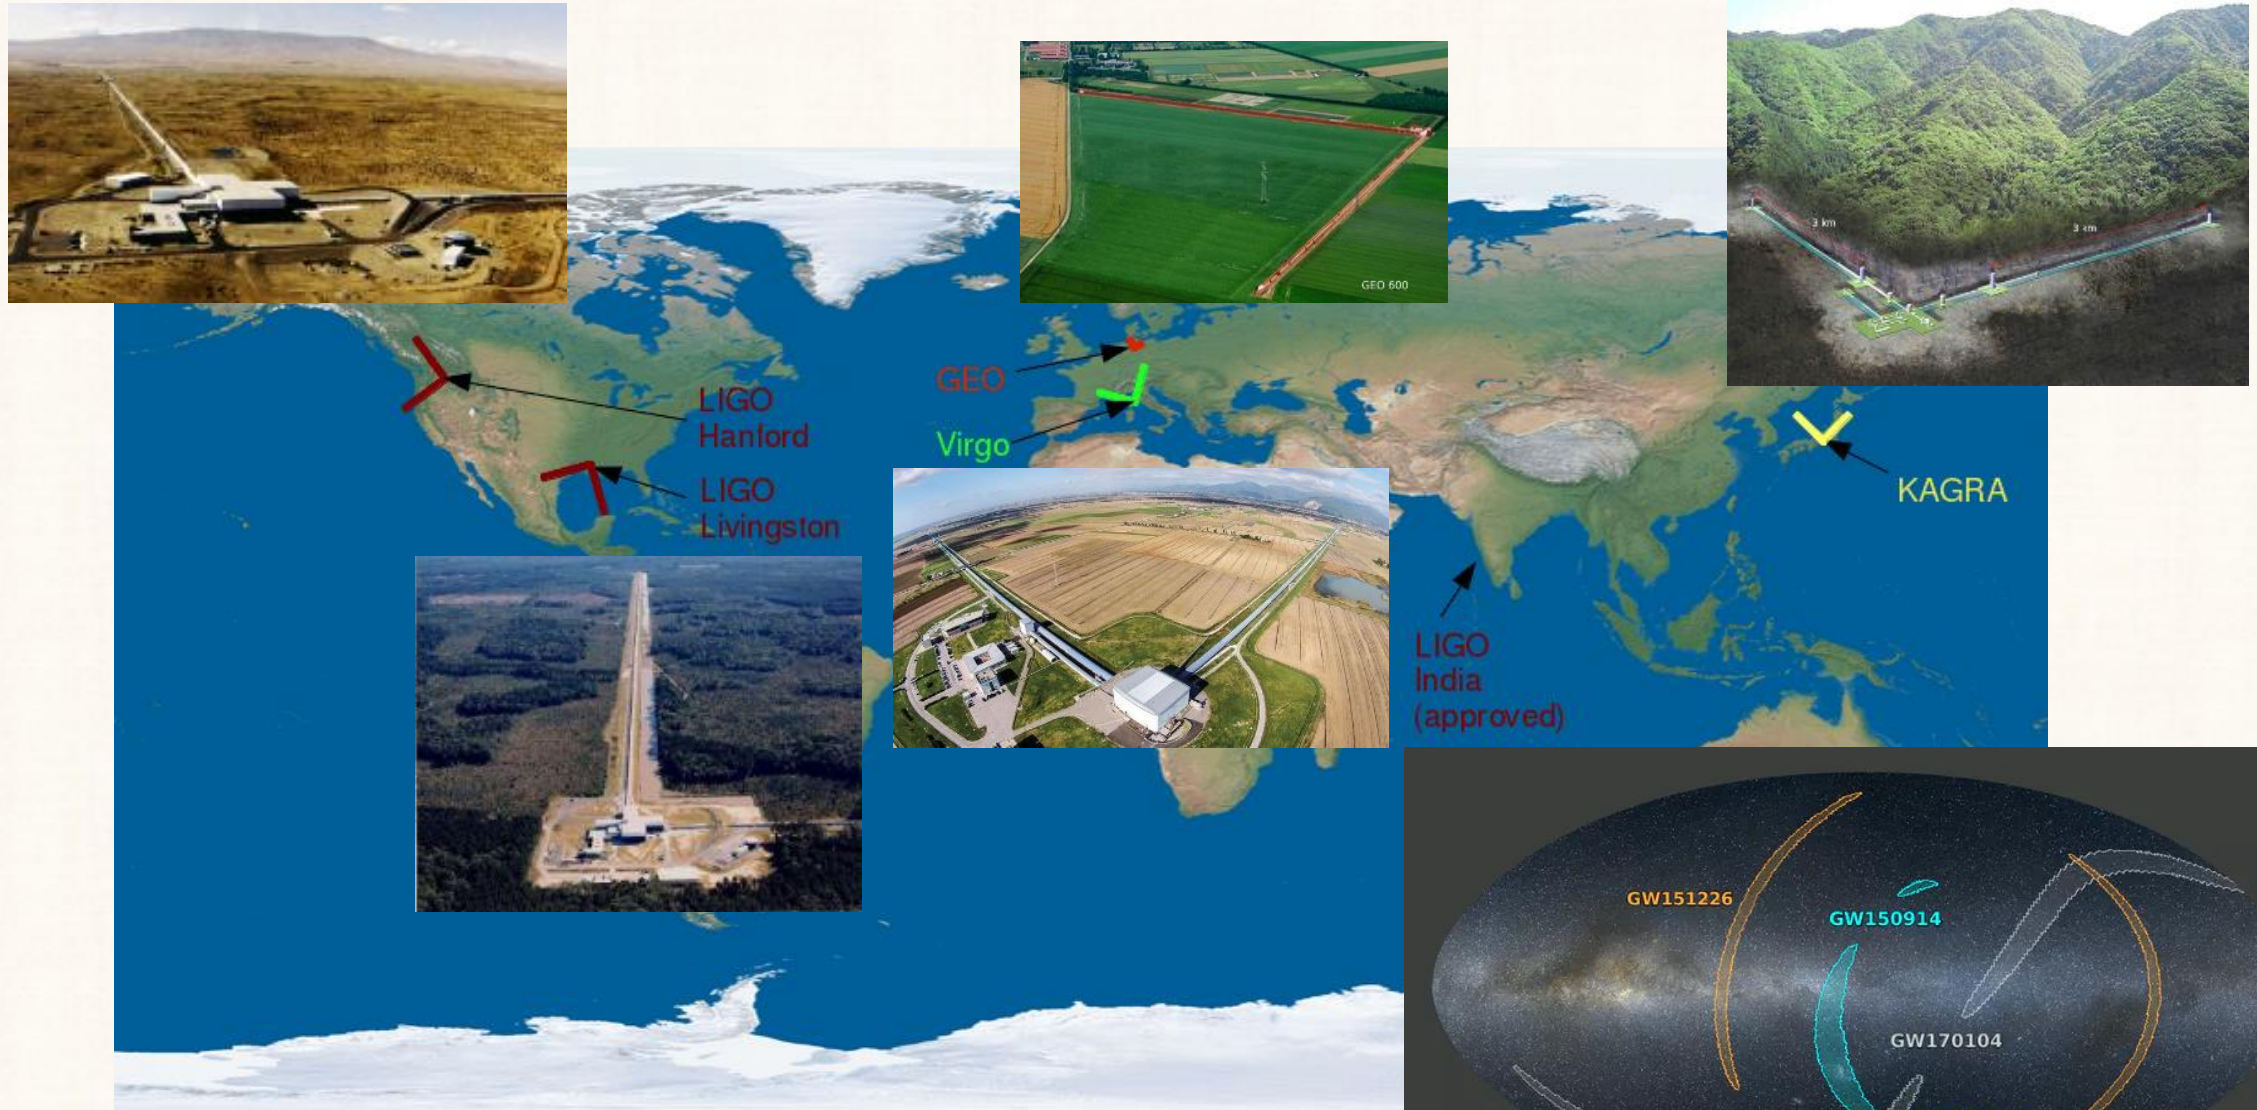 GEO 600
3 km
3 km
GEO
LIGO
Hanford
Virgo
LIGO
Livingston
KAGRA
LIGO
India
(approved)
GW151226
GW150914
GW170104